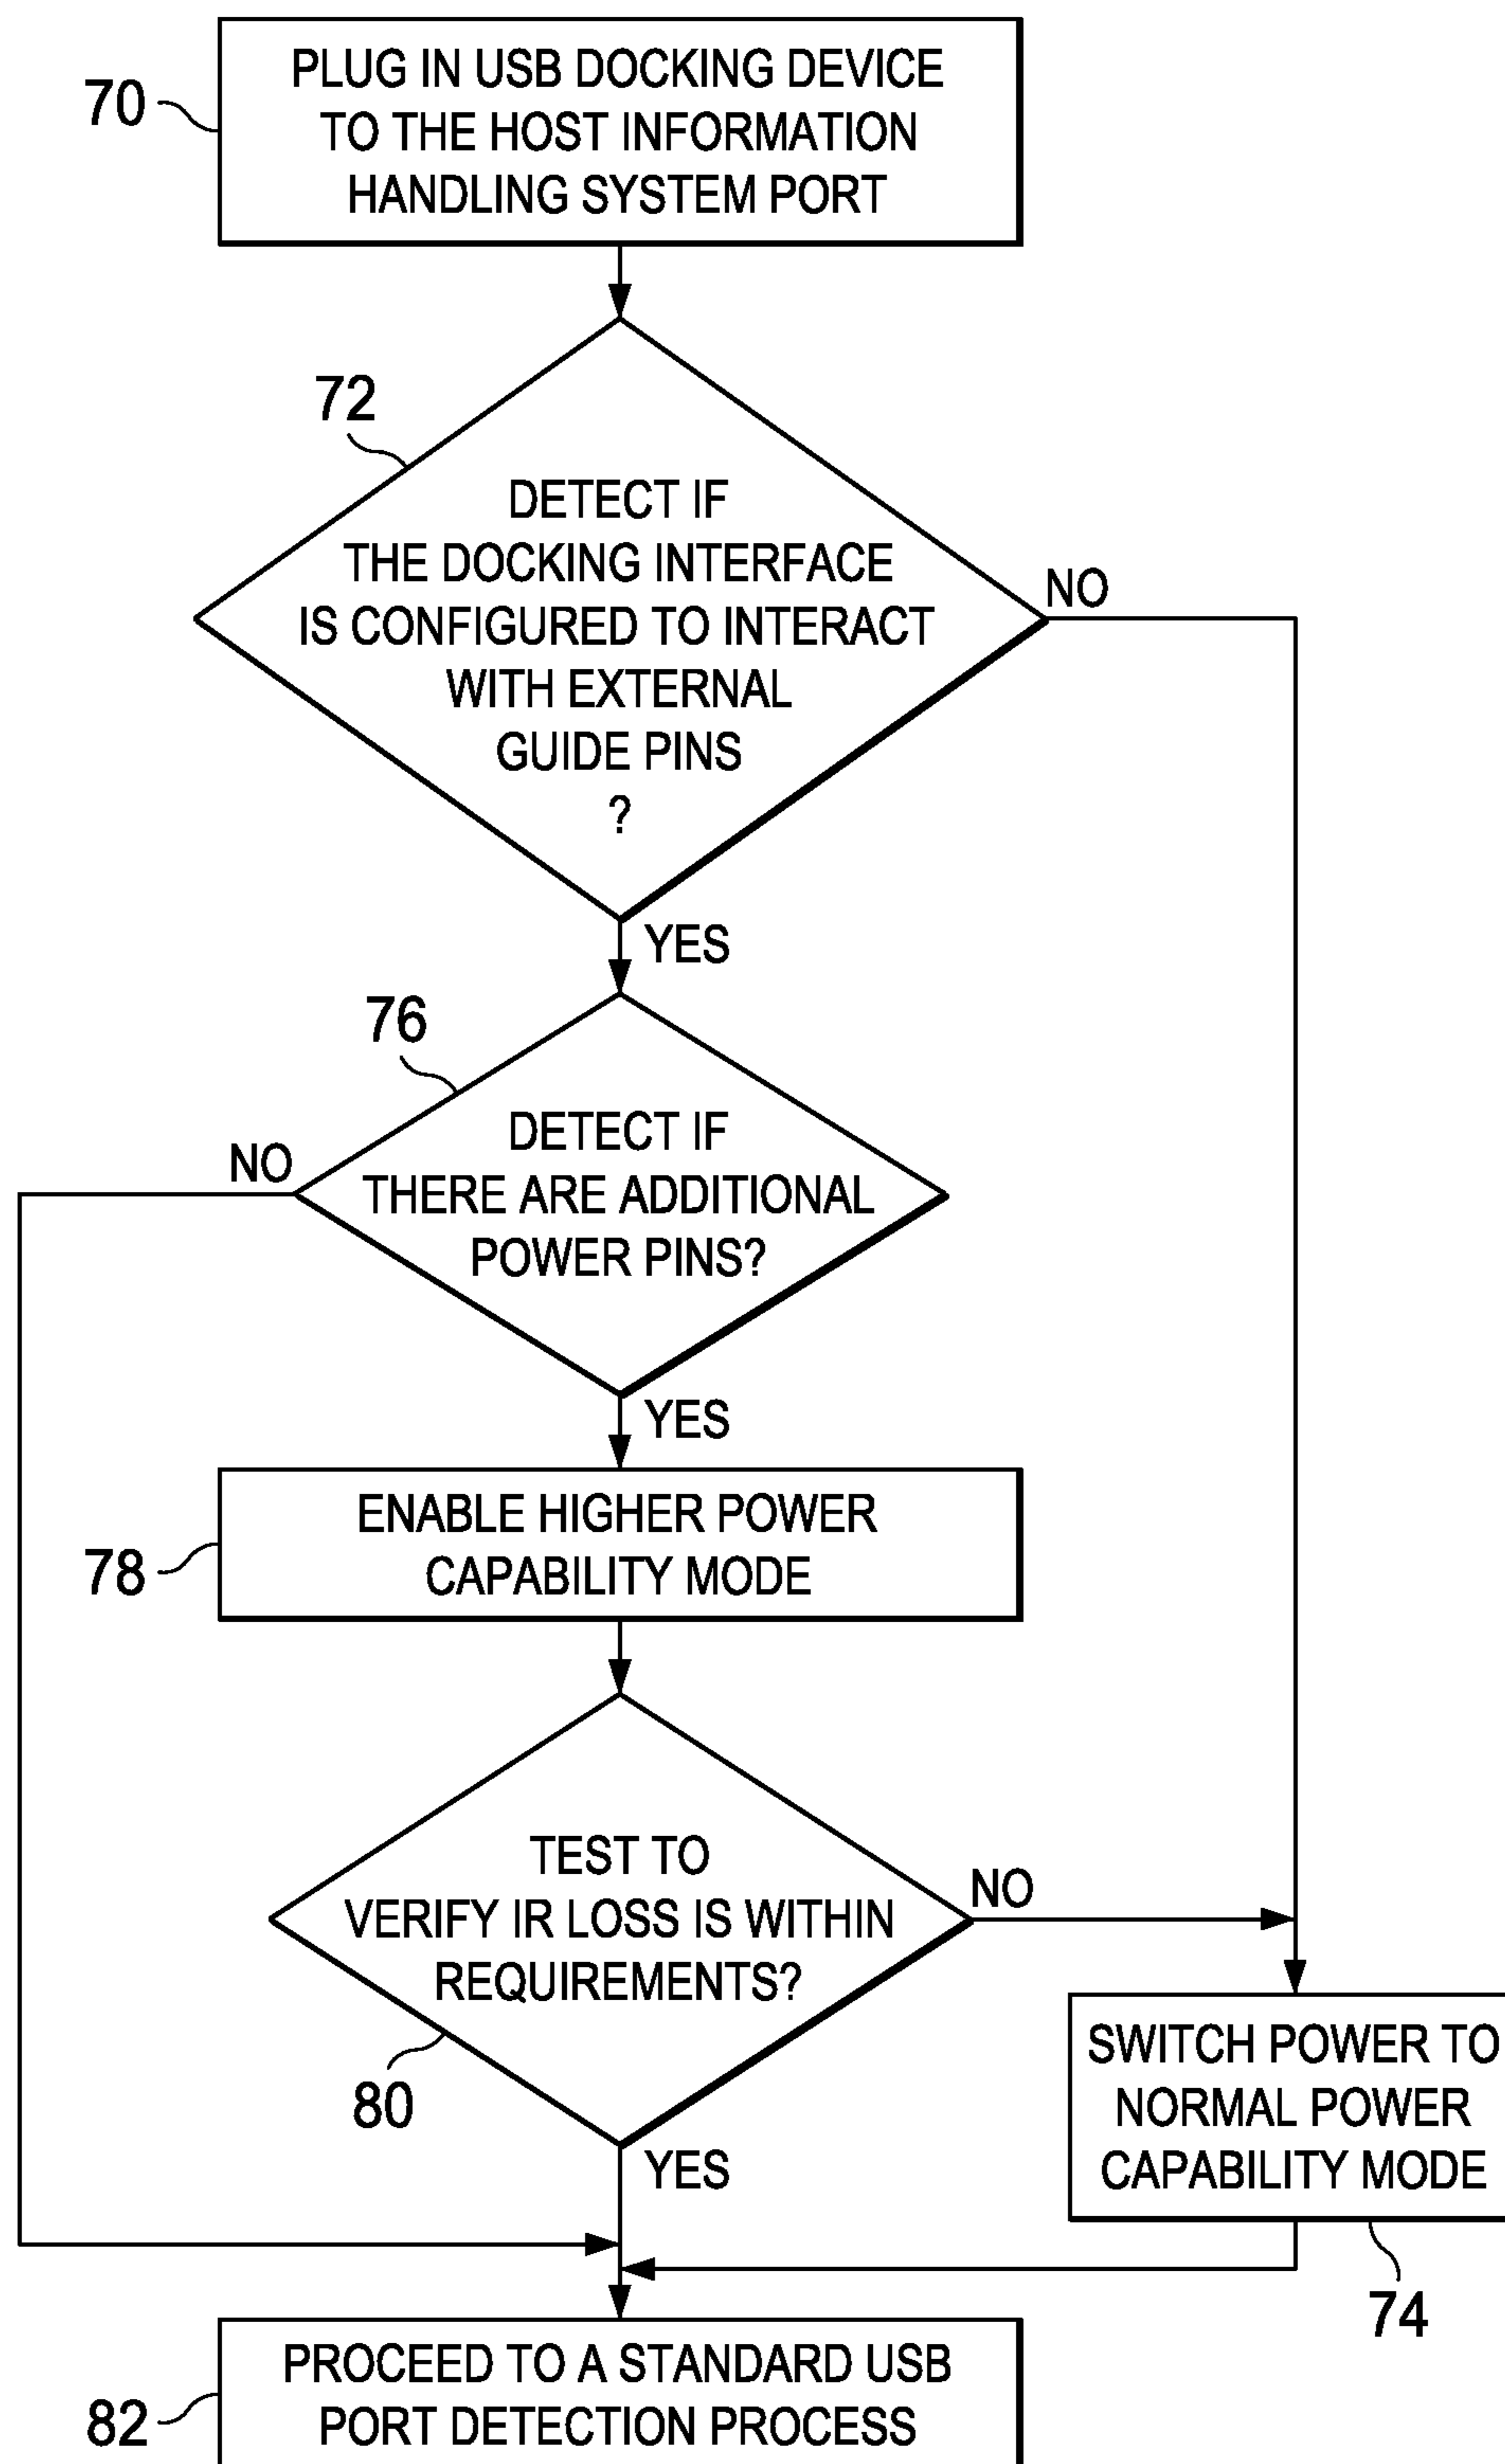 PLUG IN USB DOCKING DEVICE
TO THE HOST INFORMATION
HANDLING SYSTEM PORT
70
72
DETECT IF
THE DOCKING INTERFACE
IS CONFIGURED TO INTERACT
WITH EXTERNAL
GUIDE PINS
?
NO
YES
76
DETECT IF
THERE ARE ADDITIONAL
POWER PINS?
NO
YES
ENABLE HIGHER POWER
CAPABILITY MODE
78
TEST TO
VERIFY IR LOSS IS WITHIN
REQUIREMENTS?
NO
80
YES
SWITCH POWER TO
NORMAL POWER
CAPABILITY MODE
74
PROCEED TO A STANDARD USB
PORT DETECTION PROCESS
82